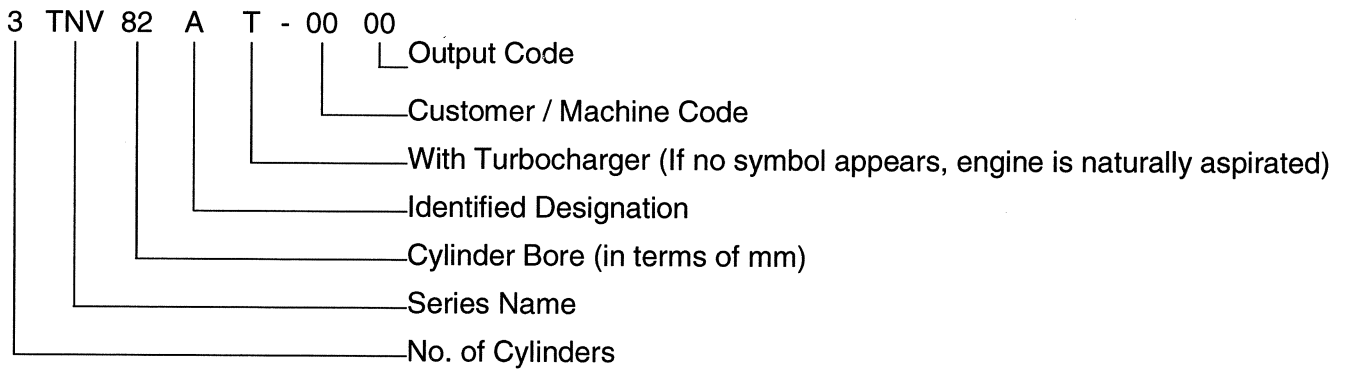 3 TNV 82 A T - 00 00
Output Code
Customer / Machine Code
With Turbocharger (If no symbol appears, engine is naturally aspirated)
Identified Designation
Cylinder Bore (in terms of mm)
Series Name
No. of Cylinders